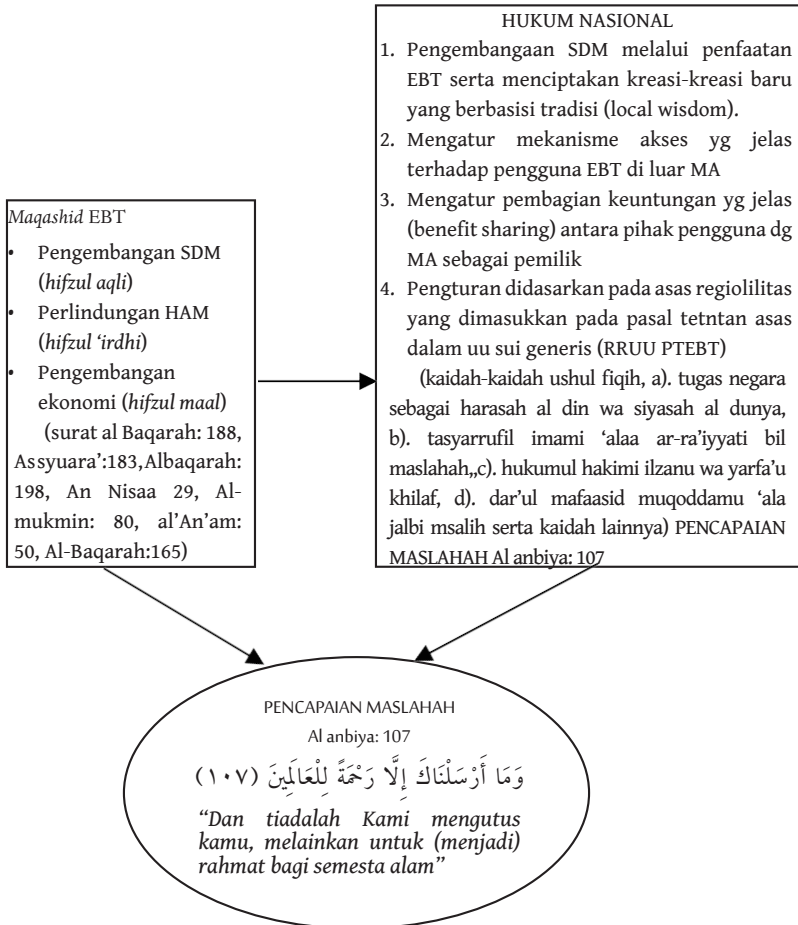 HUKUM NASIONAL
1. Pengembangaan SDM melalui penfaatan
EBT serta menciptakan kreasi-kreasi baru
yang berbasisi tradisi (local wisdom).
2. Mengatur mekanisme akses yg jelas
terhadap pengguna EBT di luar MA
3. Mengatur pembagian keuntungan yg jelas
(benefit sharing) antara pihak pengguna dg
MA sebagai pemilik
4. Pengturan didasarkan pada asas regiolilitas
yang dimasukkan pada pasal tetntan asas
dalam uu sui generis (RRUU PTEBT)
(kaidah-kaidah ushul fiqih, a). tugas negara
sebagai harasah al din wa siyasah al dunya,
b). tasyarrufil imami ‘alaa ar-ra’iyyati bil
maslahah,,c). hukumul hakimi ilzanu wa yarfa’u
khilaf, d). dar’ul mafaasid muqoddamu ‘ala
jalbi msalih serta kaidah lainnya) PENCAPAIAN
MASLAHAH Al anbiya: 107
Maqashid EBT
• Pengembangan SDM
(hifzul aqli)
• Perlindungan HAM
(hifzul ‘irdhi)
• Pengembangan
ekonomi (hifzul maal)
(surat al Baqarah: 188,
Assyuara’:183,Albaqarah:
198, An Nisaa 29, Al-
mukmin: 80, al’An’am:
50, Al-Baqarah:165)
PENCAPAIAN MASLAHAH
Al anbiya: 107
وَمَا أَرْسَلْنَاكَ إِلَّا رَحْمَةً لِلْعَالَمِينَ (١٠٧)
“Dan tiadalah Kami mengutus
kamu, melainkan untuk (menjadi)
rahmat bagi semesta alam”